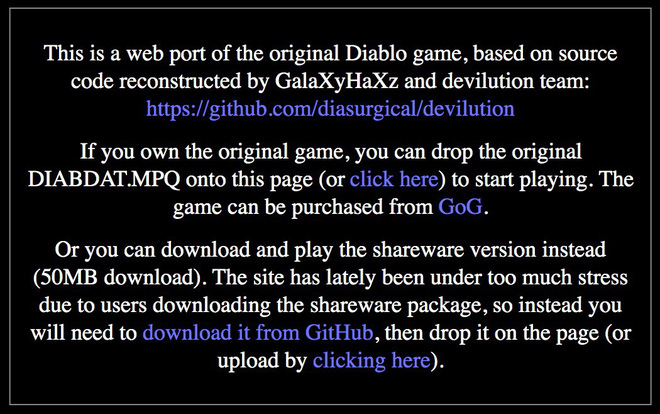 This is a web port of the original Diablo game, based on source
code reconstructed by GalaXyHaXz and devilution team:
https://github.com/diasurgical/devilution
If you own the original game, you can drop the original
DIABDAT.MPQ onto this page (or click here) to start playing. The
game can be purchased from GoG.
Or you can download and play the shareware version instead
(50MB download). The site has lately been under too much stress
due to users downloading the shareware package, so instead you
will need to download it from GitHub, then drop it on the page (or
upload by clicking here).